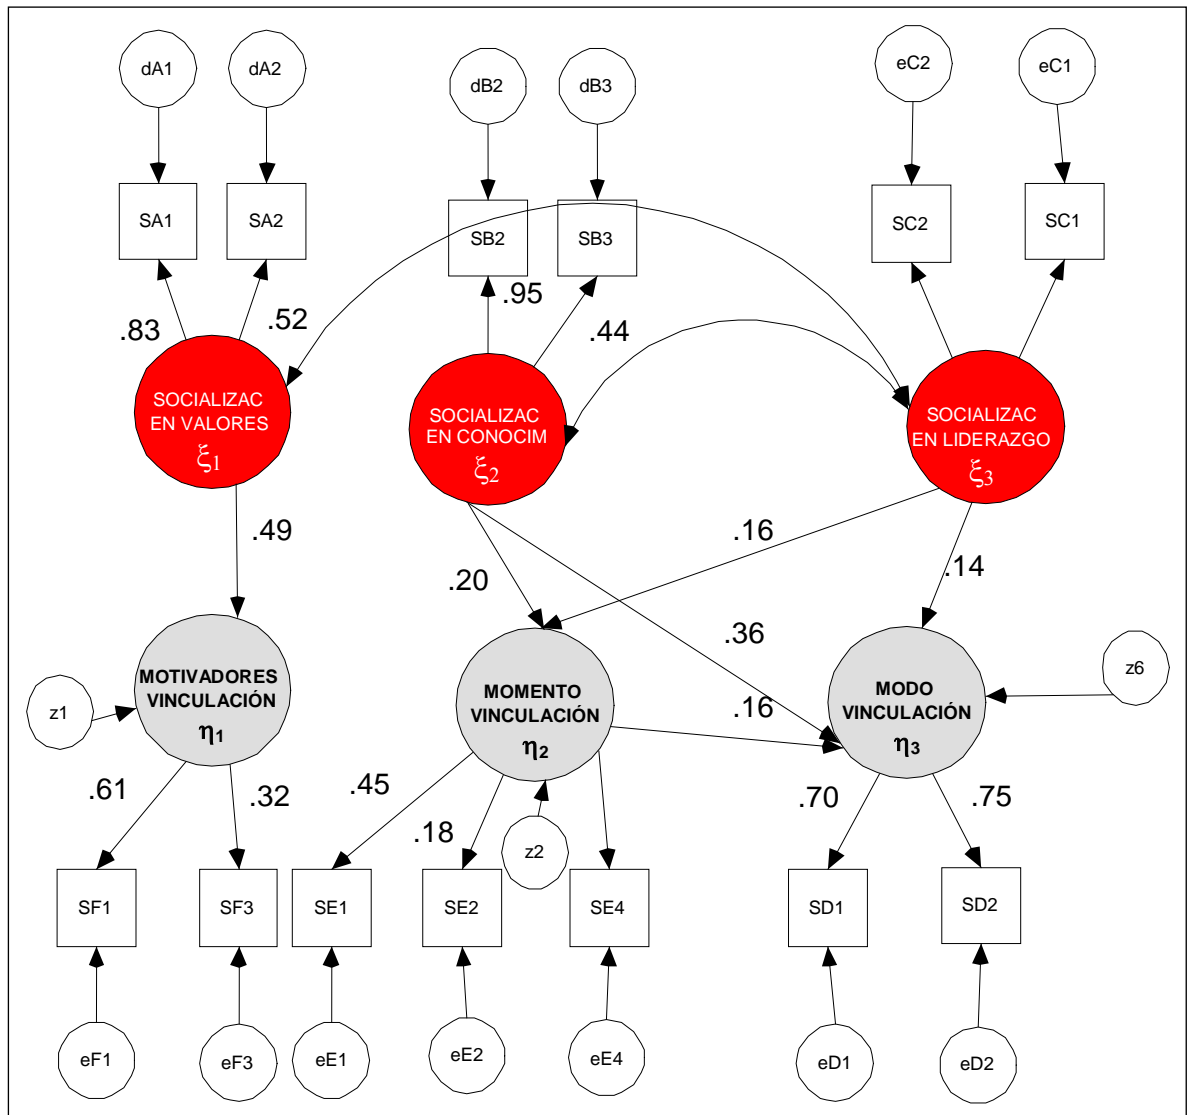 dA1
dA2
dB2
dB3
eC2
eC1
SA1
SA2
SB2
SB3
SC2
SC1
.83
.52
.95
.44
SOCIALIZAC
EN VALORES
ξ1
SOCIALIZAC
EN CONOCIM
ξ2
SOCIALIZAC
EN LIDERAZGO
ξ3
.49
.20
.16
.14
.36
.16
z1
MOTIVADORES
VINCULACIÓN
η1
MOMENTO
VINCULACIÓN
η2
MODO
VINCULACIÓN
η3
z6
.61
.32
.45
.18
z2
.70
.75
SF1
SF3
SE1
SE2
SE4
SD1
SD2
eF1
eF3
eE1
eE2
eE4
eD1
eD2